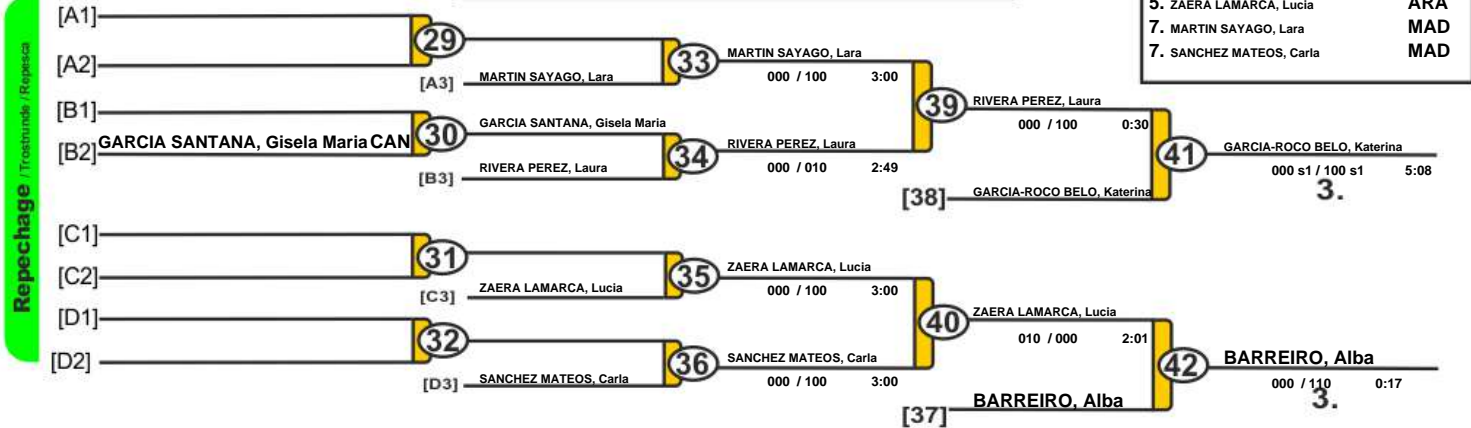 Repechage / Trostrunde / Repesca
5. ZAERA LAMARCA, Lucia ARA
7. MARTIN SAYAGO, Lara MAD
7. SANCHEZ MATEOS, Carla MAD
[A1]
[A2]
29
[A3] MARTIN SAYAGO, Lara
33
MARTIN SAYAGO, Lara
000 / 100 3:00
[B1]
[B2] GARCIA SANTANA, Gisela Maria CAN
30
GARCIA SANTANA, Gisela Maria
[B3] RIVERA PEREZ, Laura
34
RIVERA PEREZ, Laura
000 / 010 2:49
39
RIVERA PEREZ, Laura
000 / 100 0:30
[38] GARCIA-ROCO BELO, Katerina
41
GARCIA-ROCO BELO, Katerina
000 s1 / 100 s1 5:08
3.
[C1]
[C2]
31
[C3] ZAERA LAMARCA, Lucia
35
ZAERA LAMARCA, Lucia
000 / 100 3:00
[D1]
[D2]
32
[D3] SANCHEZ MATEOS, Carla
36
SANCHEZ MATEOS, Carla
000 / 100 3:00
40
ZAERA LAMARCA, Lucia
010 / 000 2:01
[37] BARREIRO, Alba
42
BARREIRO, Alba
000 / 110 0:17
3.